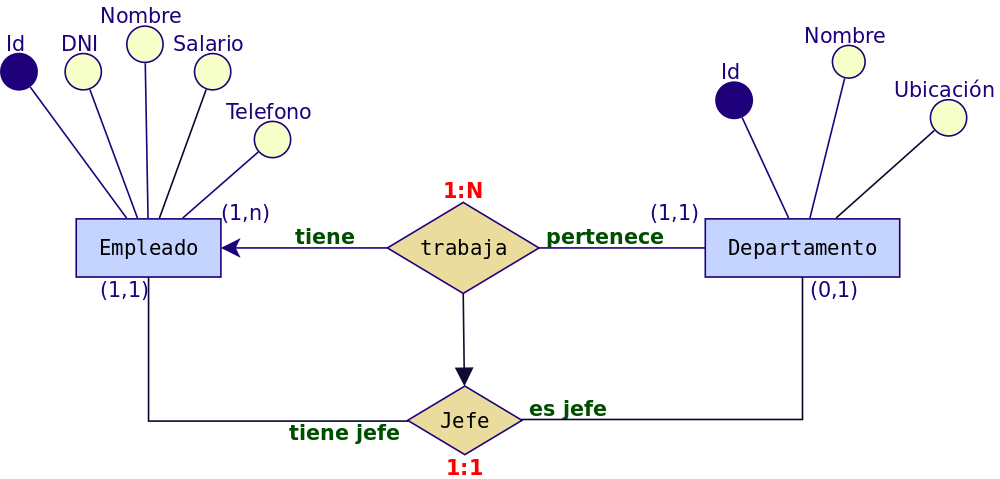 Nombre
Id
DNI
Salario
Telefono
Nombre
Id
Ubicación
1:N
(1,n)
(1,1)
tiene
pertenece
Empleado
trabaja
Departamento
(1,1)
(0,1)
es jefe
Jefe
tiene jefe
1:1